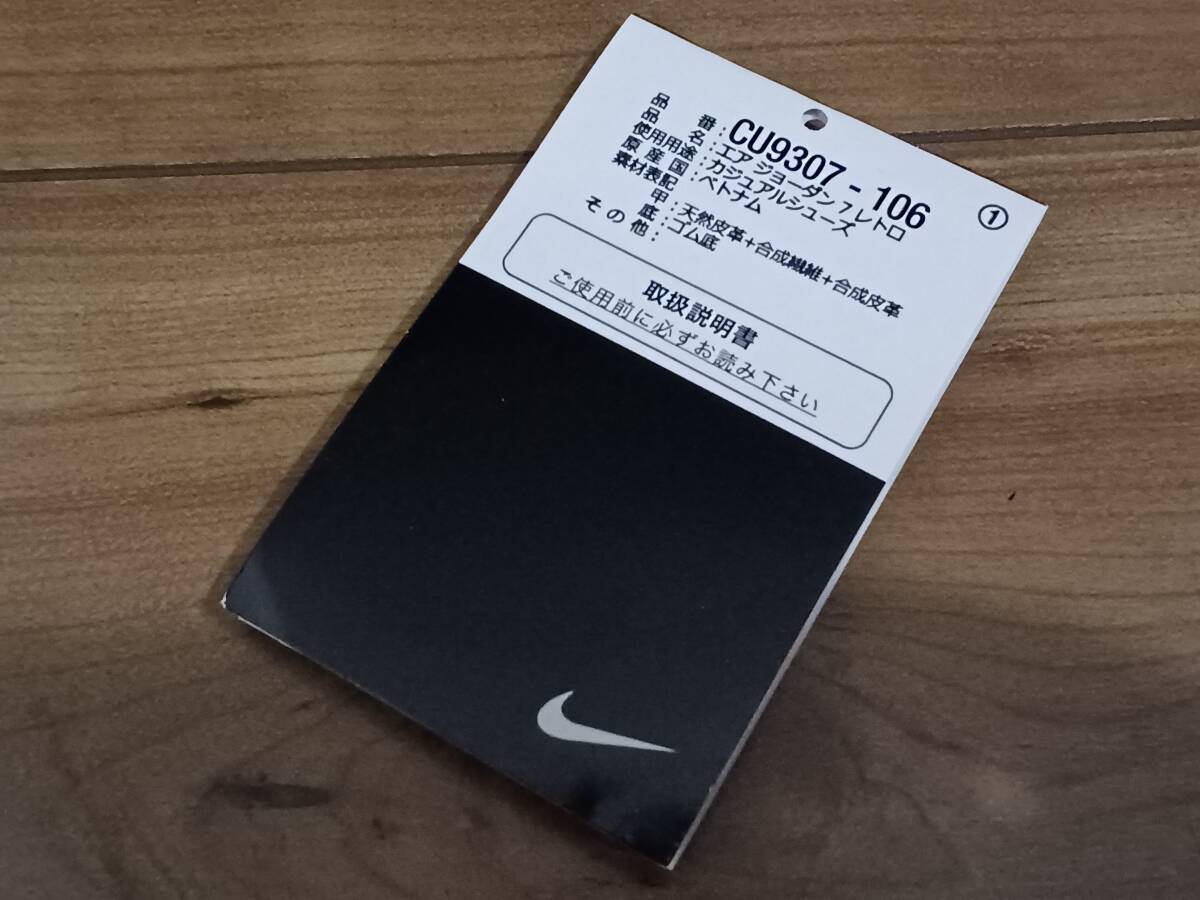 品番:CU9307-106
品名:エア ジョーダン 7 レトロ
使用用途:カジュアルシューズ
原産国:ベトナム
素材表記
甲:天然皮革+合成繊維+合成皮革
底:ゴム底
その他:
①
取扱説明書
ご使用前に必ずお読み下さい